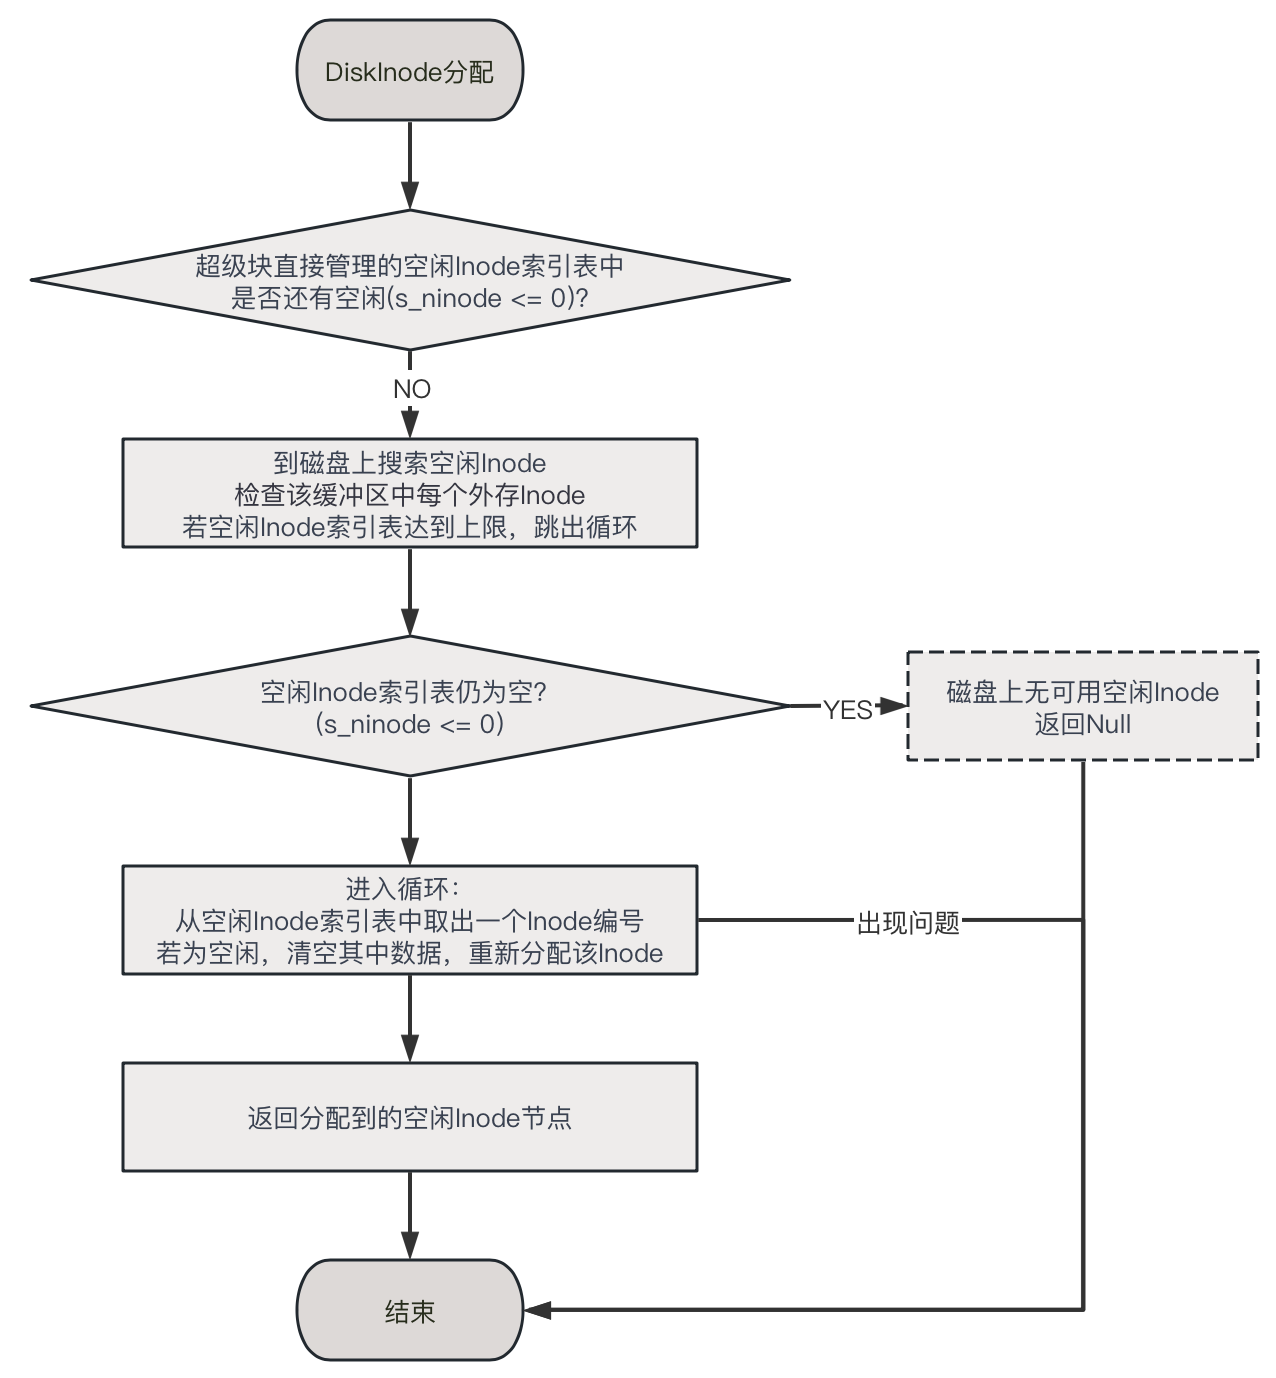 DiskInode分配
超级块直接管理的空闲Inode索引表中
是否还有空闲(s_ninode <= 0)?
NO
到磁盘上搜索空闲Inode
检查该缓冲区中每个外存Inode
若空闲Inode索引表达到上限，跳出循环
空闲Inode索引表仍为空?
(s_ninode <= 0)
YES
磁盘上无可用空闲Inode
返回Null
进入循环：
从空闲Inode索引表中取出一个Inode编号
若为空闲，清空其中数据，重新分配该Inode
出现问题
返回分配到的空闲Inode节点
结束